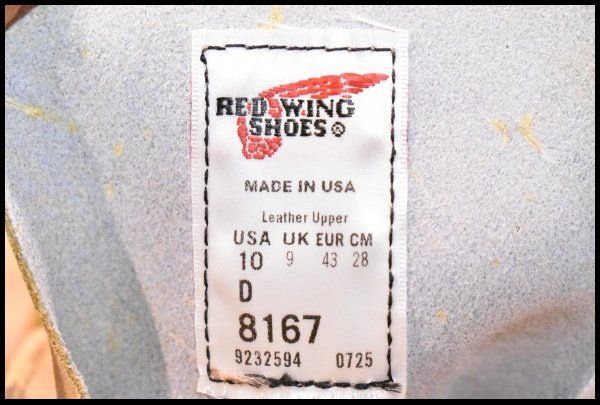 RED WING
SHOES®
MADE IN USA
Leather Upper
USA UK EUR CM
10 9 43 28
D
8167
9232594 0725